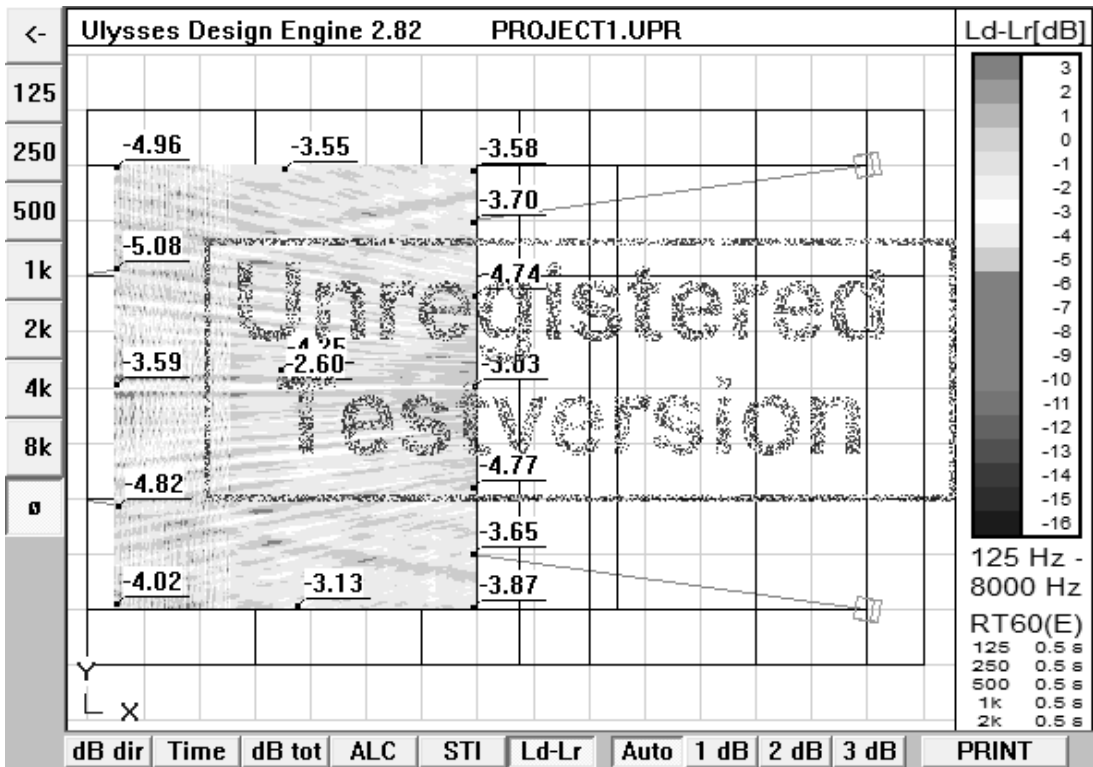 <-
Ulysses Design Engine 2.82 PROJECT1.UPR
Ld-Lr[dB]
125
250
500
1k
2k
4k
8k
ø
-4.96
-3.55
-3.58
-3.70
-5.08
-4.74
-3.59
-2.60
-4.77
-4.82
-3.65
-4.02
-3.13
-3.87
Unregistered
Testversion
Y
X
3
2
1
0
-1
-2
-3
-4
-5
-6
-7
-8
-9
-10
-11
-12
-13
-14
-15
-16
125 Hz -
8000 Hz
RT60(E)
125 0.5 s
250 0.5 s
500 0.5 s
1k 0.5 s
2k 0.5 s
dB dir Time dB tot ALC STI Ld-Lr Auto 1 dB 2 dB 3 dB PRINT